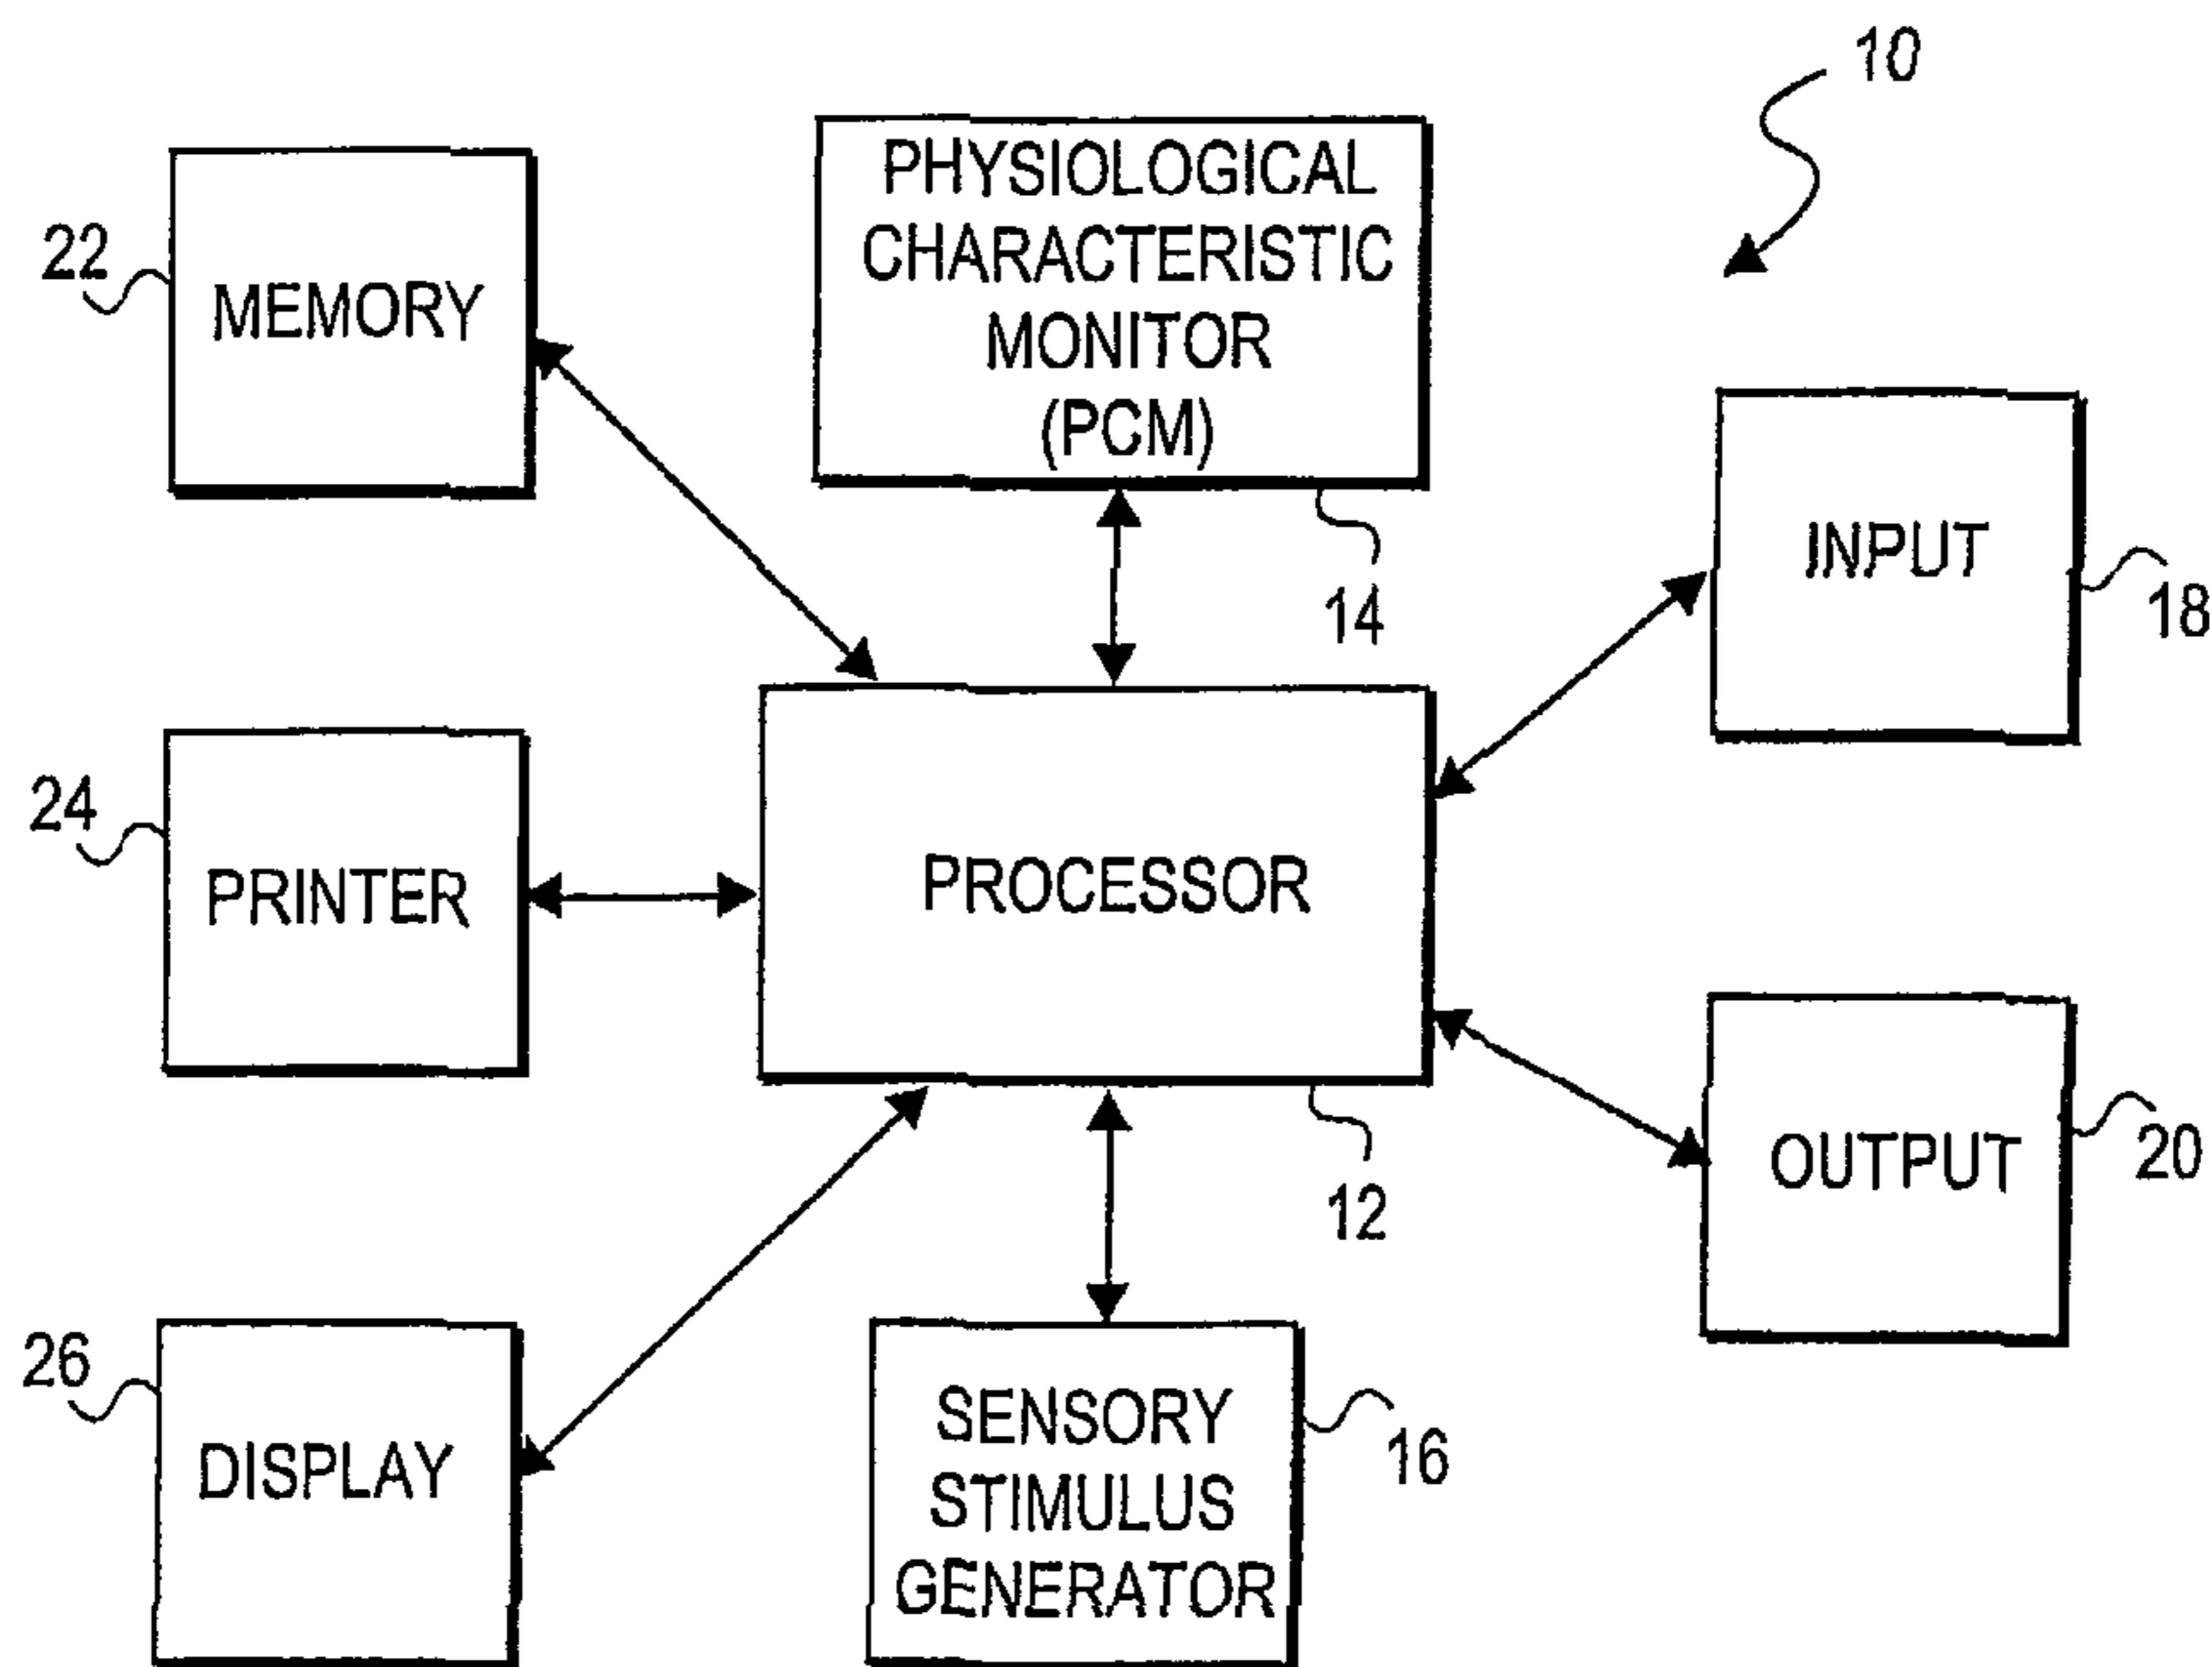 10
PHYSIOLOGICAL
CHARACTERISTIC
MONITOR
(PCM)
14
22
MEMORY
INPUT
18
24
PRINTER
PROCESSOR
12
OUTPUT
20
26
DISPLAY
SENSORY
STIMULUS
GENERATOR
16